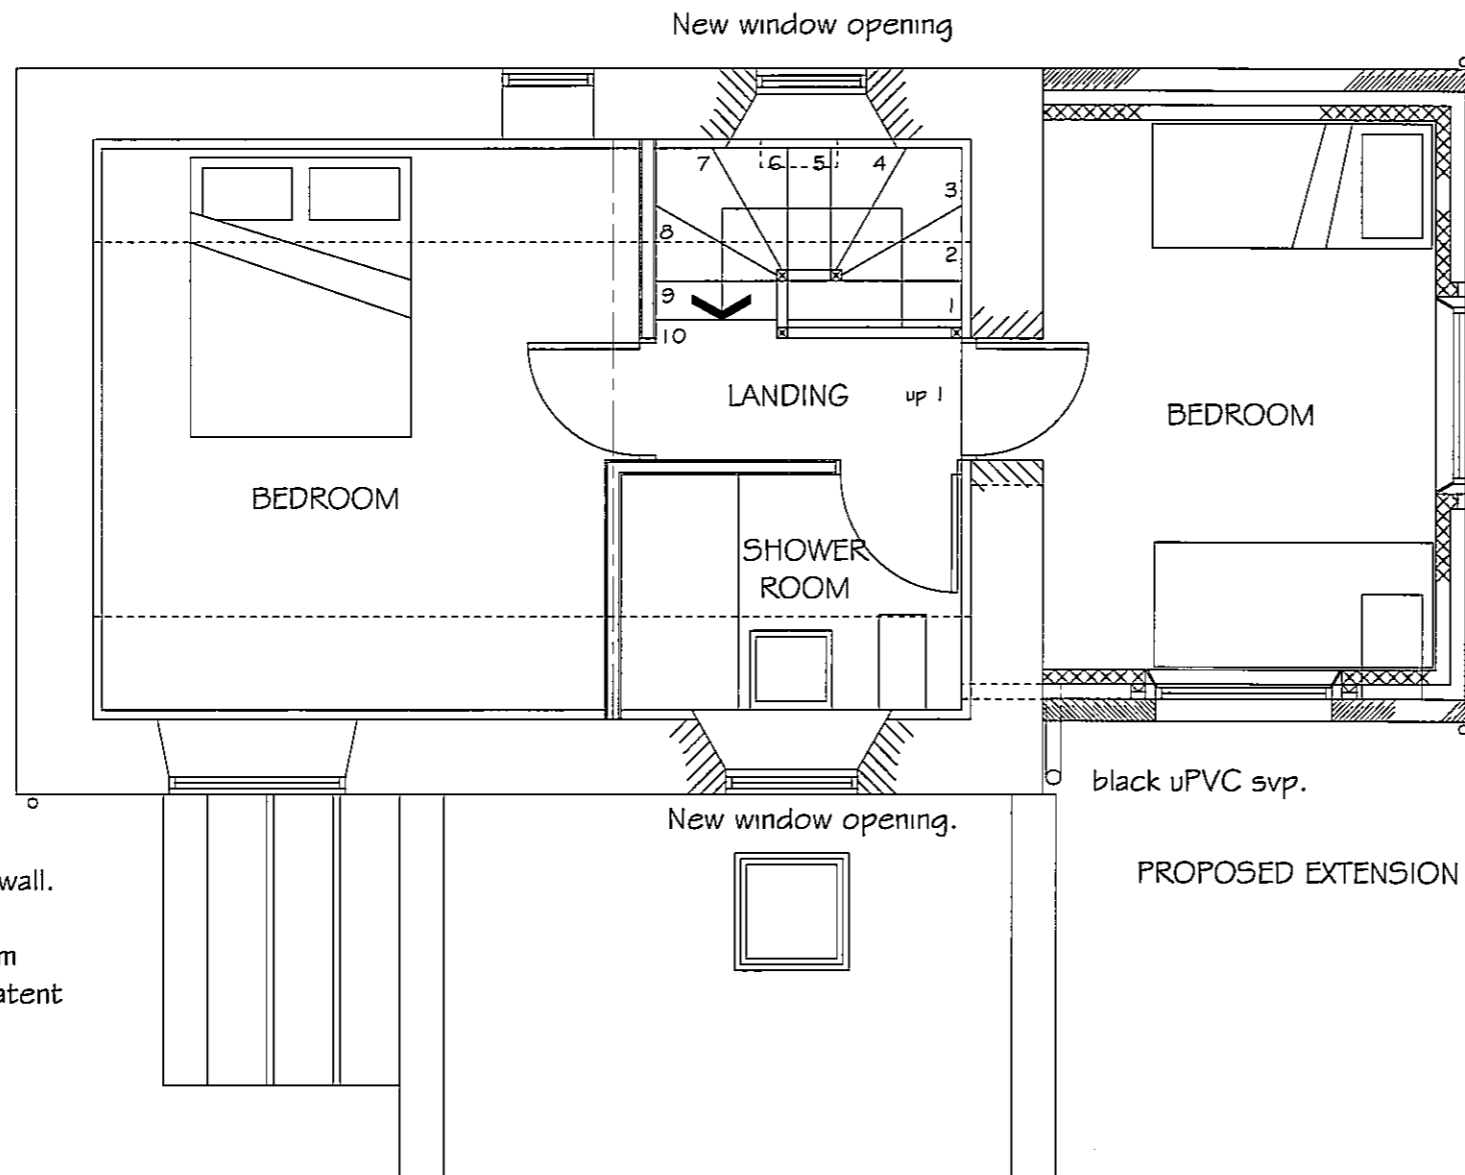 New window opening
7
6
5
4
3
8
2
9
1
10
LANDING
up 1
BEDROOM
BEDROOM
SHOWER
ROOM
black uPVC svp.
New window opening.
PROPOSED EXTENSION
wall.
m
atent